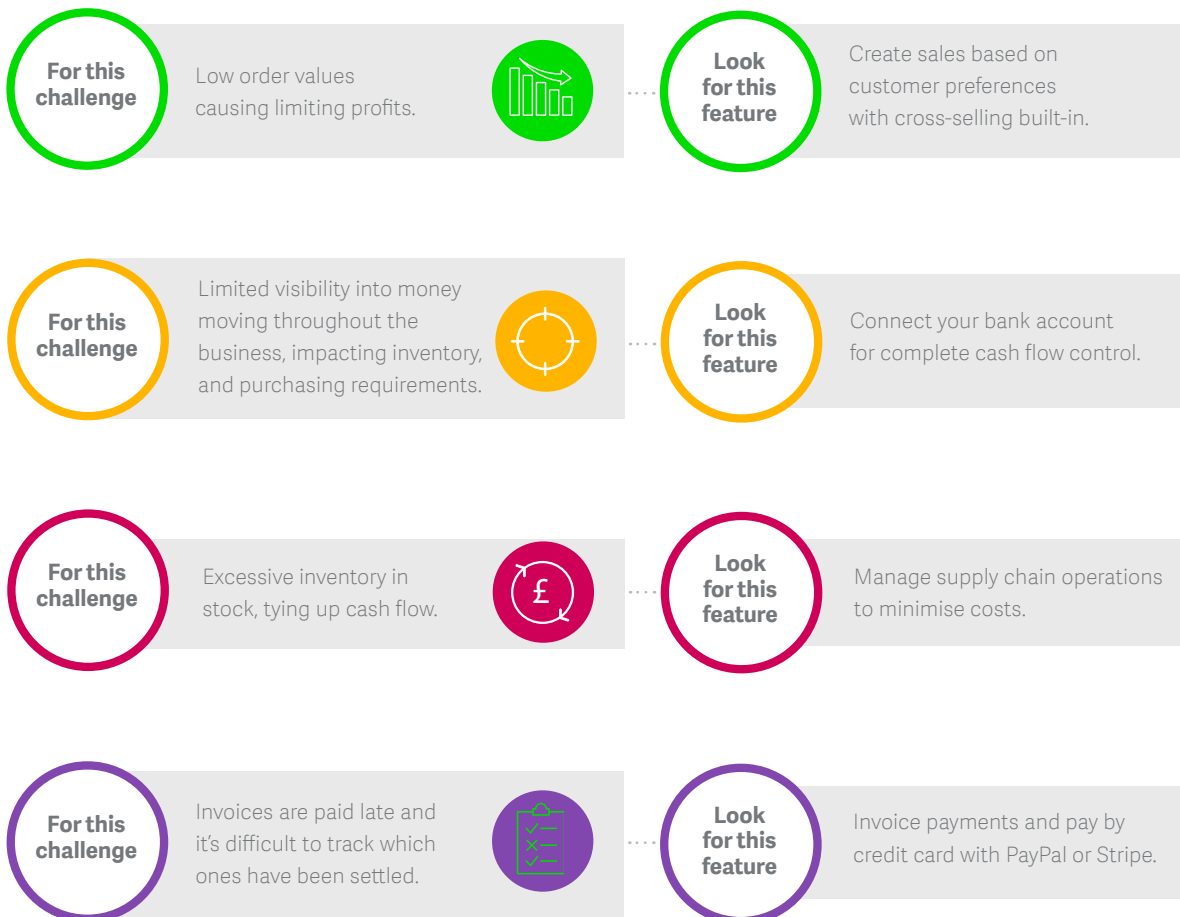 For this
challenge
Low order values
causing limiting profits.
Look
for this
feature
Create sales based on
customer preferences
with cross-selling built-in.
For this
challenge
Limited visibility into money
moving throughout the
business, impacting inventory,
and purchasing requirements.
Look
for this
feature
Connect your bank account
for complete cash flow control.
For this
challenge
Excessive inventory in
stock, tying up cash flow.
£
Look
for this
feature
Manage supply chain operations
to minimise costs.
For this
challenge
Invoices are paid late and
it's difficult to track which
ones have been settled.
Look
for this
feature
Invoice payments and pay by
credit card with PayPal or Stripe.